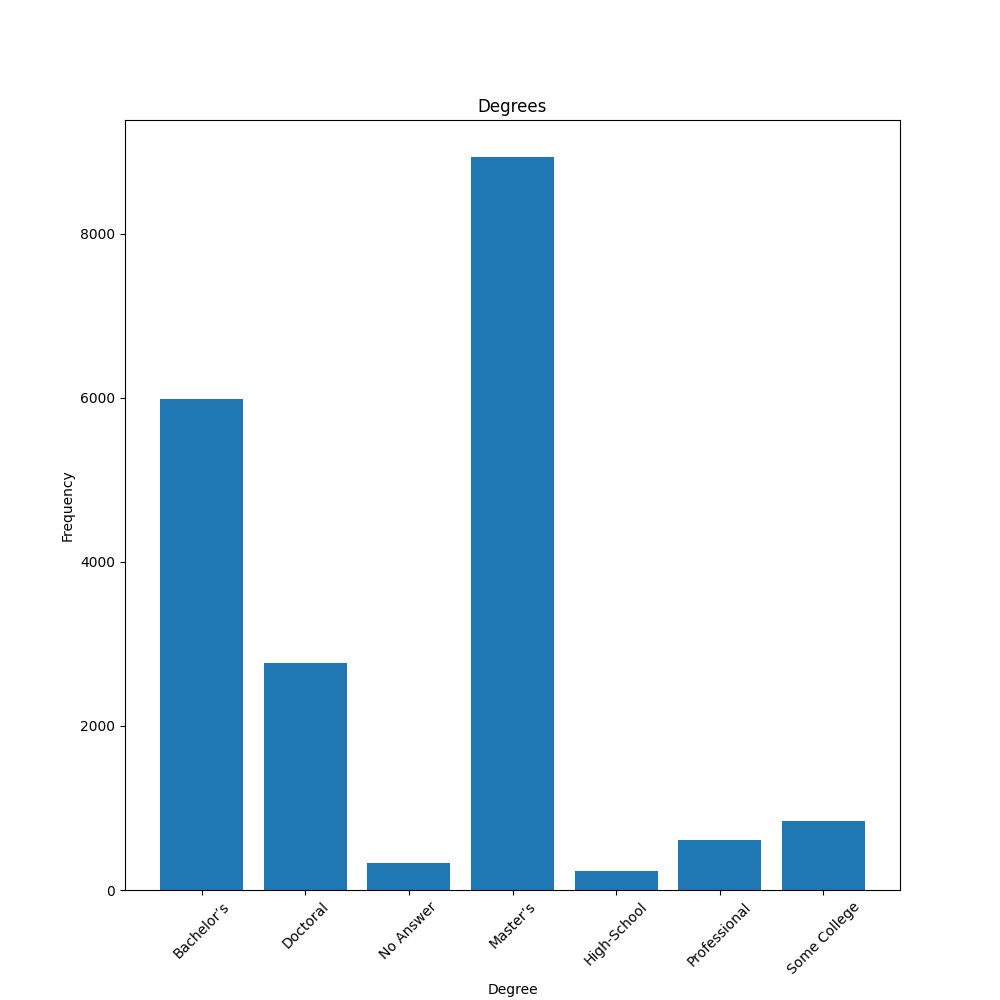 Degrees
8000
6000
4000
2000
0
Frequency
Bachelor’s
Doctoral
No Answer
Master’s
High-School
Professional
Some College
Degree